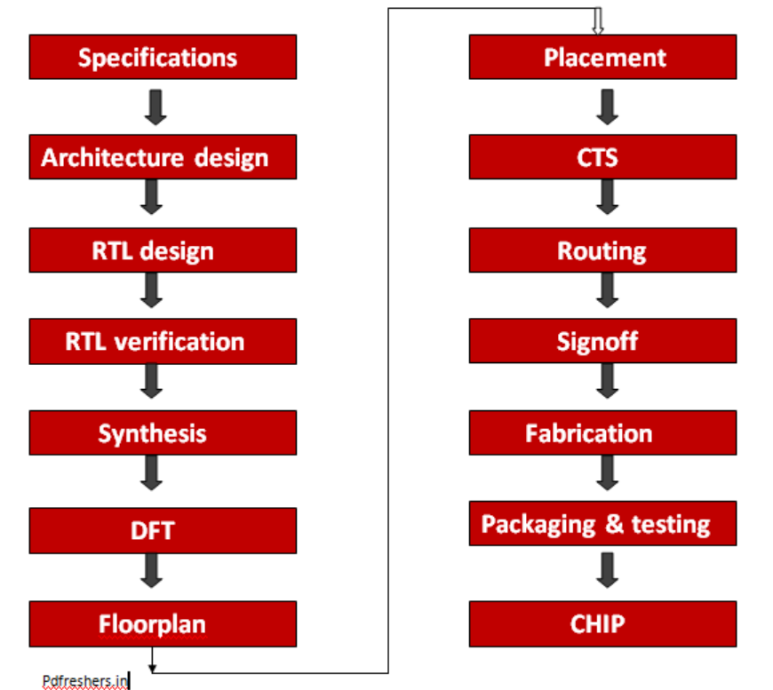 Specifications
Architecture design
RTL design
RTL verification
Synthesis
DFT
Floorplan
Pdfreshers.in
Placement
CTS
Routing
Signoff
Fabrication
Packaging & testing
CHIP